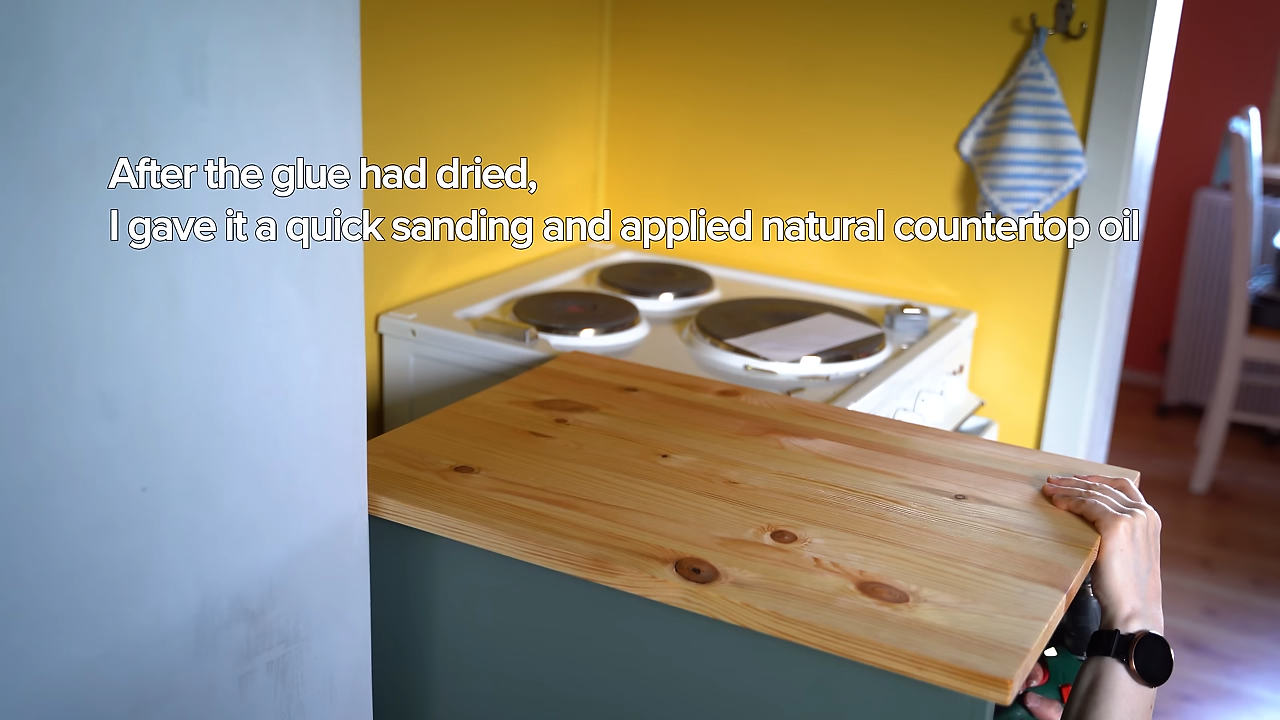 After the glue had dried,
I gave it a quick sanding and applied natural countertop oil